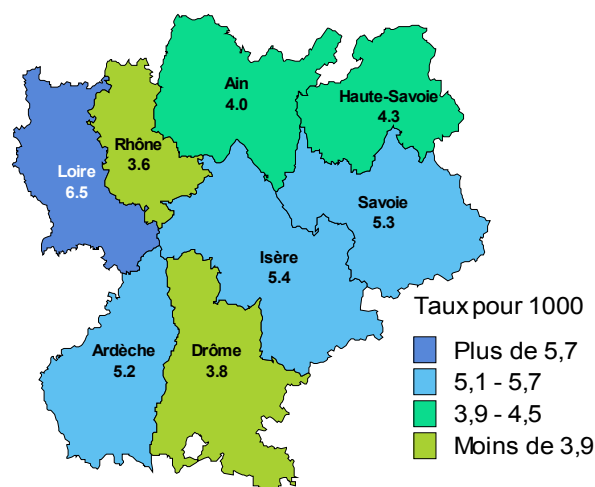 Ain
4.0
Haute-Savoie
4.3
Rhône
3.6
Loire
6.5
Savoie
5.3
Isère
5.4
Ardèche
5.2
Drôme
3.8
Taux pour 1000
Plus de 5,7
5,1 - 5,7
3,9 - 4,5
Moins de 3,9